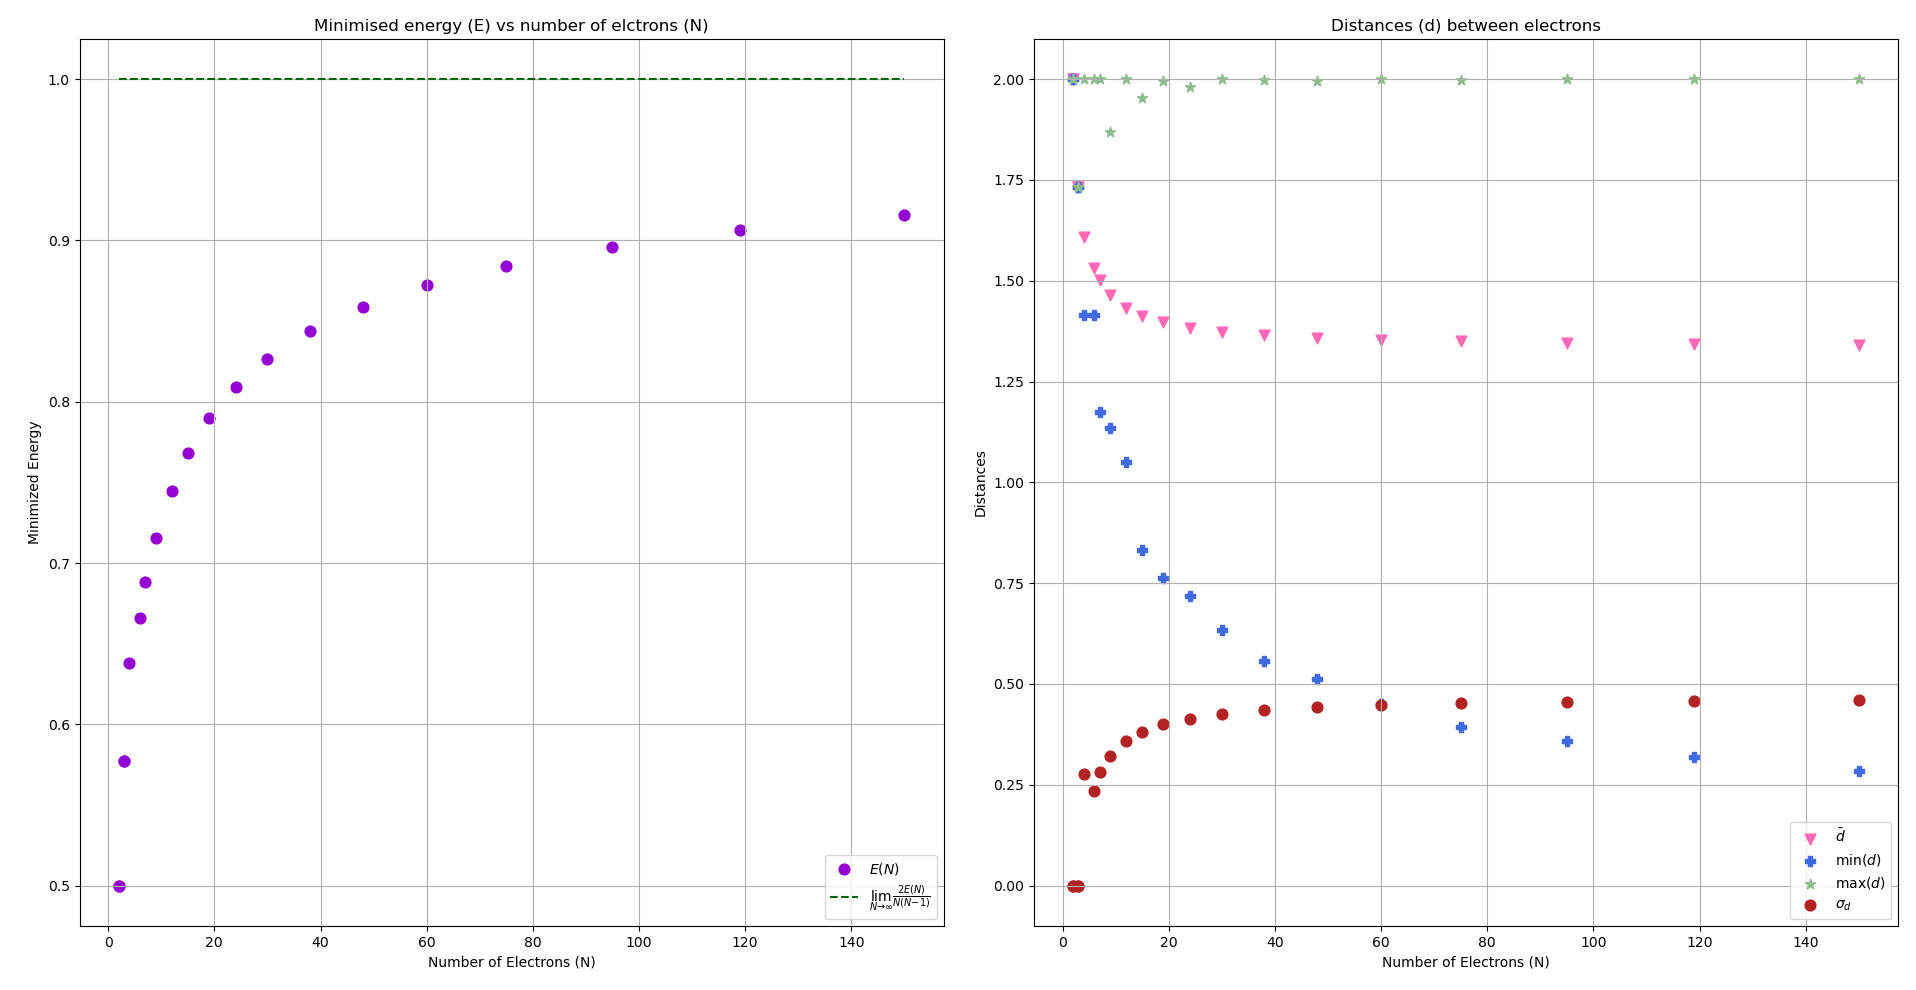 Minimised energy (E) vs number of elctrons (N)
Minimized Energy
1.0
0.9
0.8
0.7
0.6
0.5
0 20 40 60 80 100 120 140
Number of Electrons (N)
E(N)
lim N→∞ 2E(N)/N(N−1)
Distances (d) between electrons
Distances
2.00
1.75
1.50
1.25
1.00
0.75
0.50
0.25
0.00
0 20 40 60 80 100 120 140
Number of Electrons (N)
d̄
min(d)
max(d)
σ_d